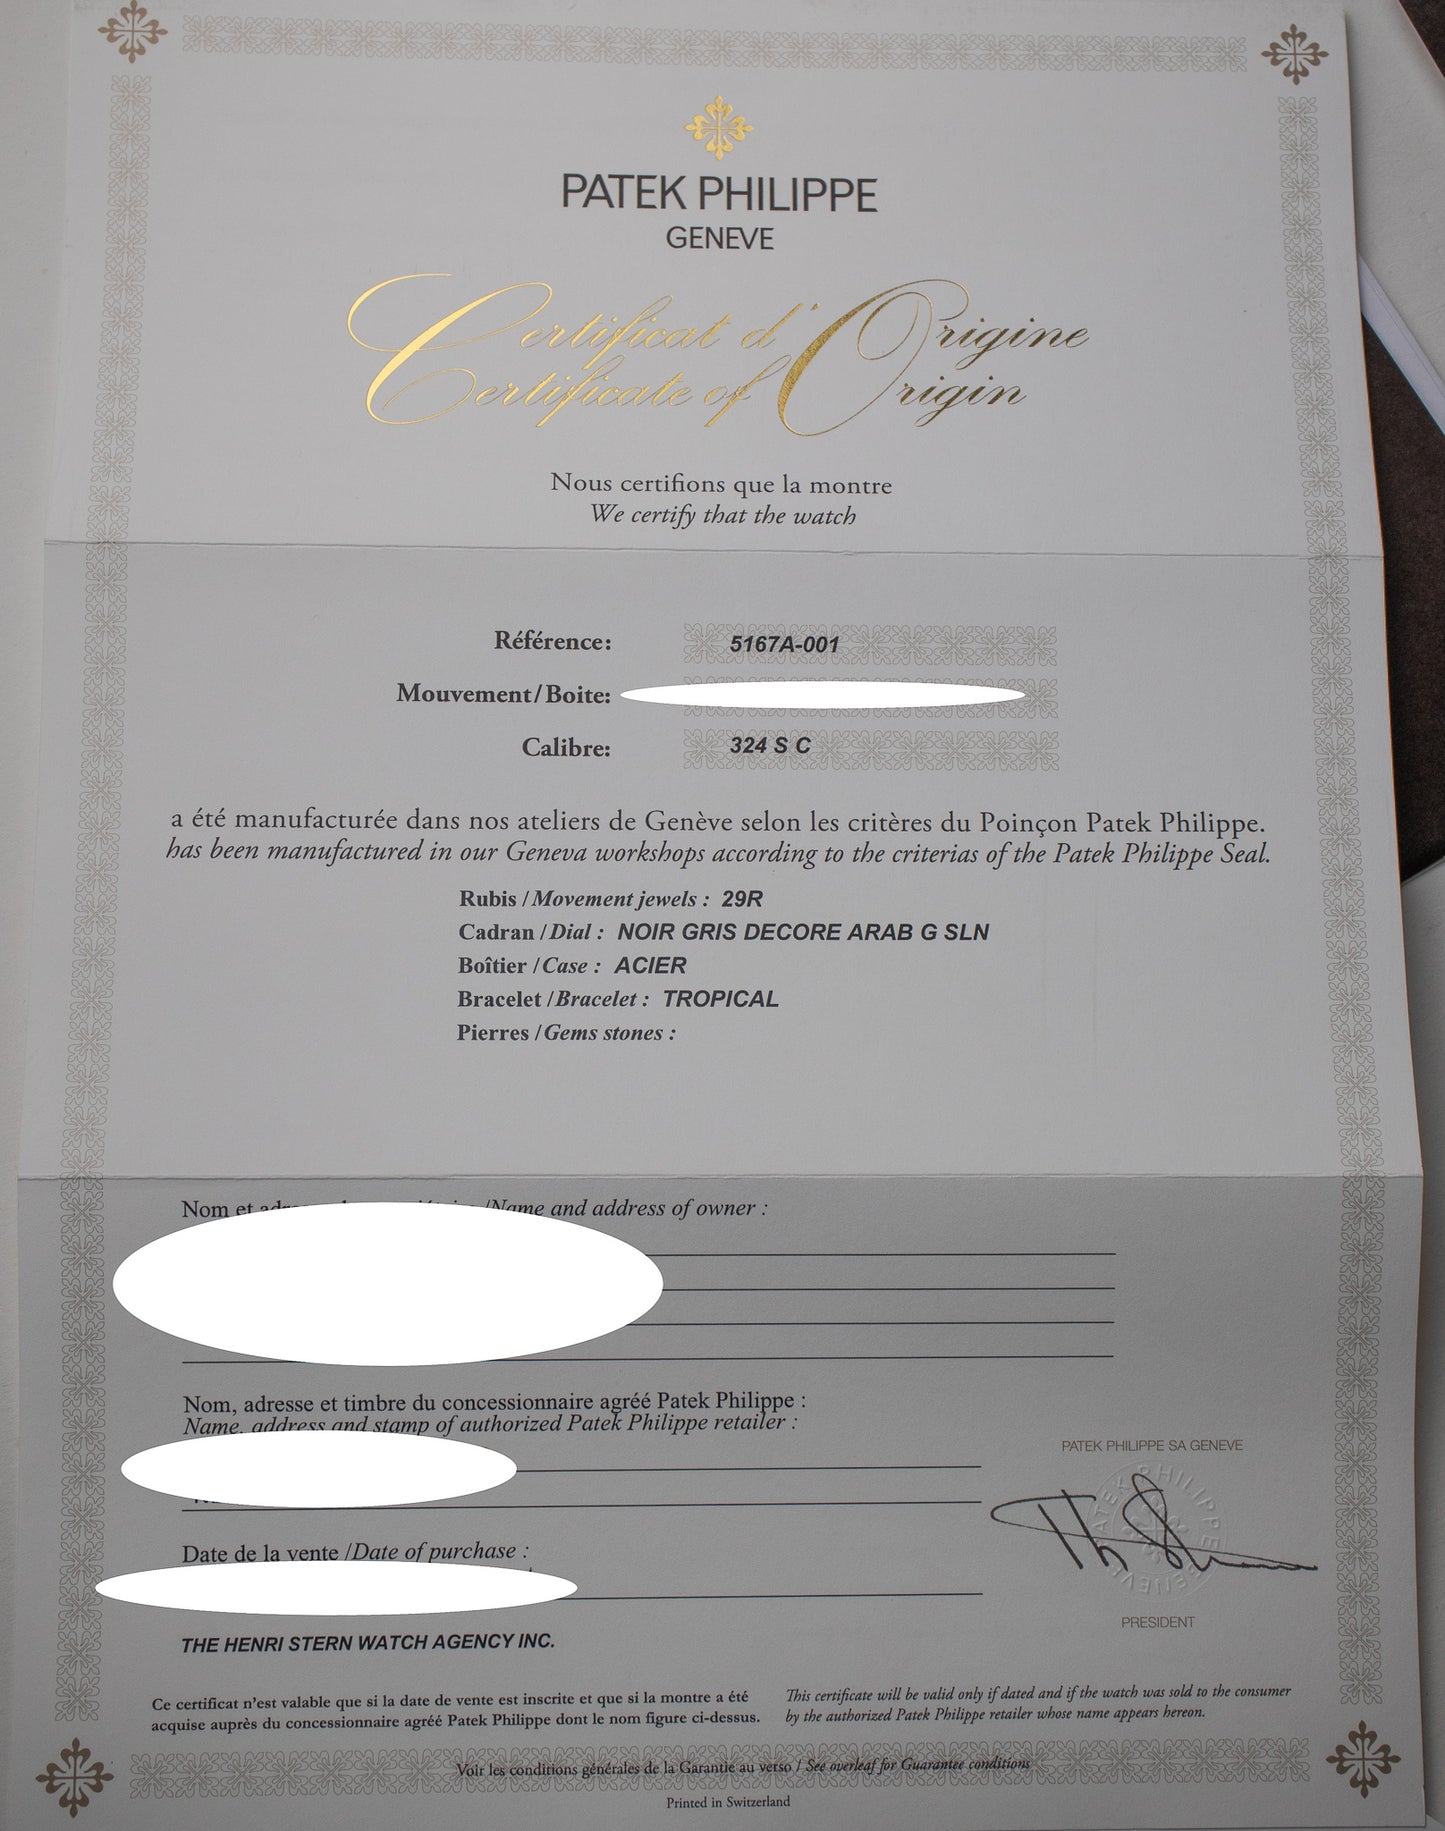 PATEK PHILIPPE
GENEVE
Certificat d'Origine
Certificate of Origin
Nous certifions que la montre
We certify that the watch
Référence: 5167A-001
Mouvement/Boite:
Calibre: 324 S C
a été manufacturée dans nos ateliers de Genève selon les critères du Poinçon Patek Philippe.
has been manufactured in our Geneva workshops according to the criterias of the Patek Philippe Seal.
Rubis /Movement jewels : 29R
Cadran /Dial : NOIR GRIS DECORE ARAB G SLN
Boîtier /Case : ACIER
Bracelet /Bracelet : TROPICAL
Pierres /Gems stones :
Nom et /Name and address of owner :
Nom, adresse et timbre du concessionnaire agréé Patek Philippe :
Name, address and stamp of authorized Patek Philippe retailer :
PATEK PHILIPPE SA GENEVE
PATEK PHILIPPE GENEVE
Date de la vente /Date of purchase :
PRESIDENT
THE HENRI STERN WATCH AGENCY INC.
Ce certificat n'est valable que si la date de vente est inscrite et que si la montre a été
acquise auprès du concessionnaire agréé Patek Philippe dont le nom figure ci-dessus.
This certificate will be valid only if dated and if the watch was sold to the consumer
by the authorized Patek Philippe retailer whose name appears hereon.
Voir les conditions générales de la Garantie au verso / See overleaf for Guarantee conditions
Printed in Switzerland